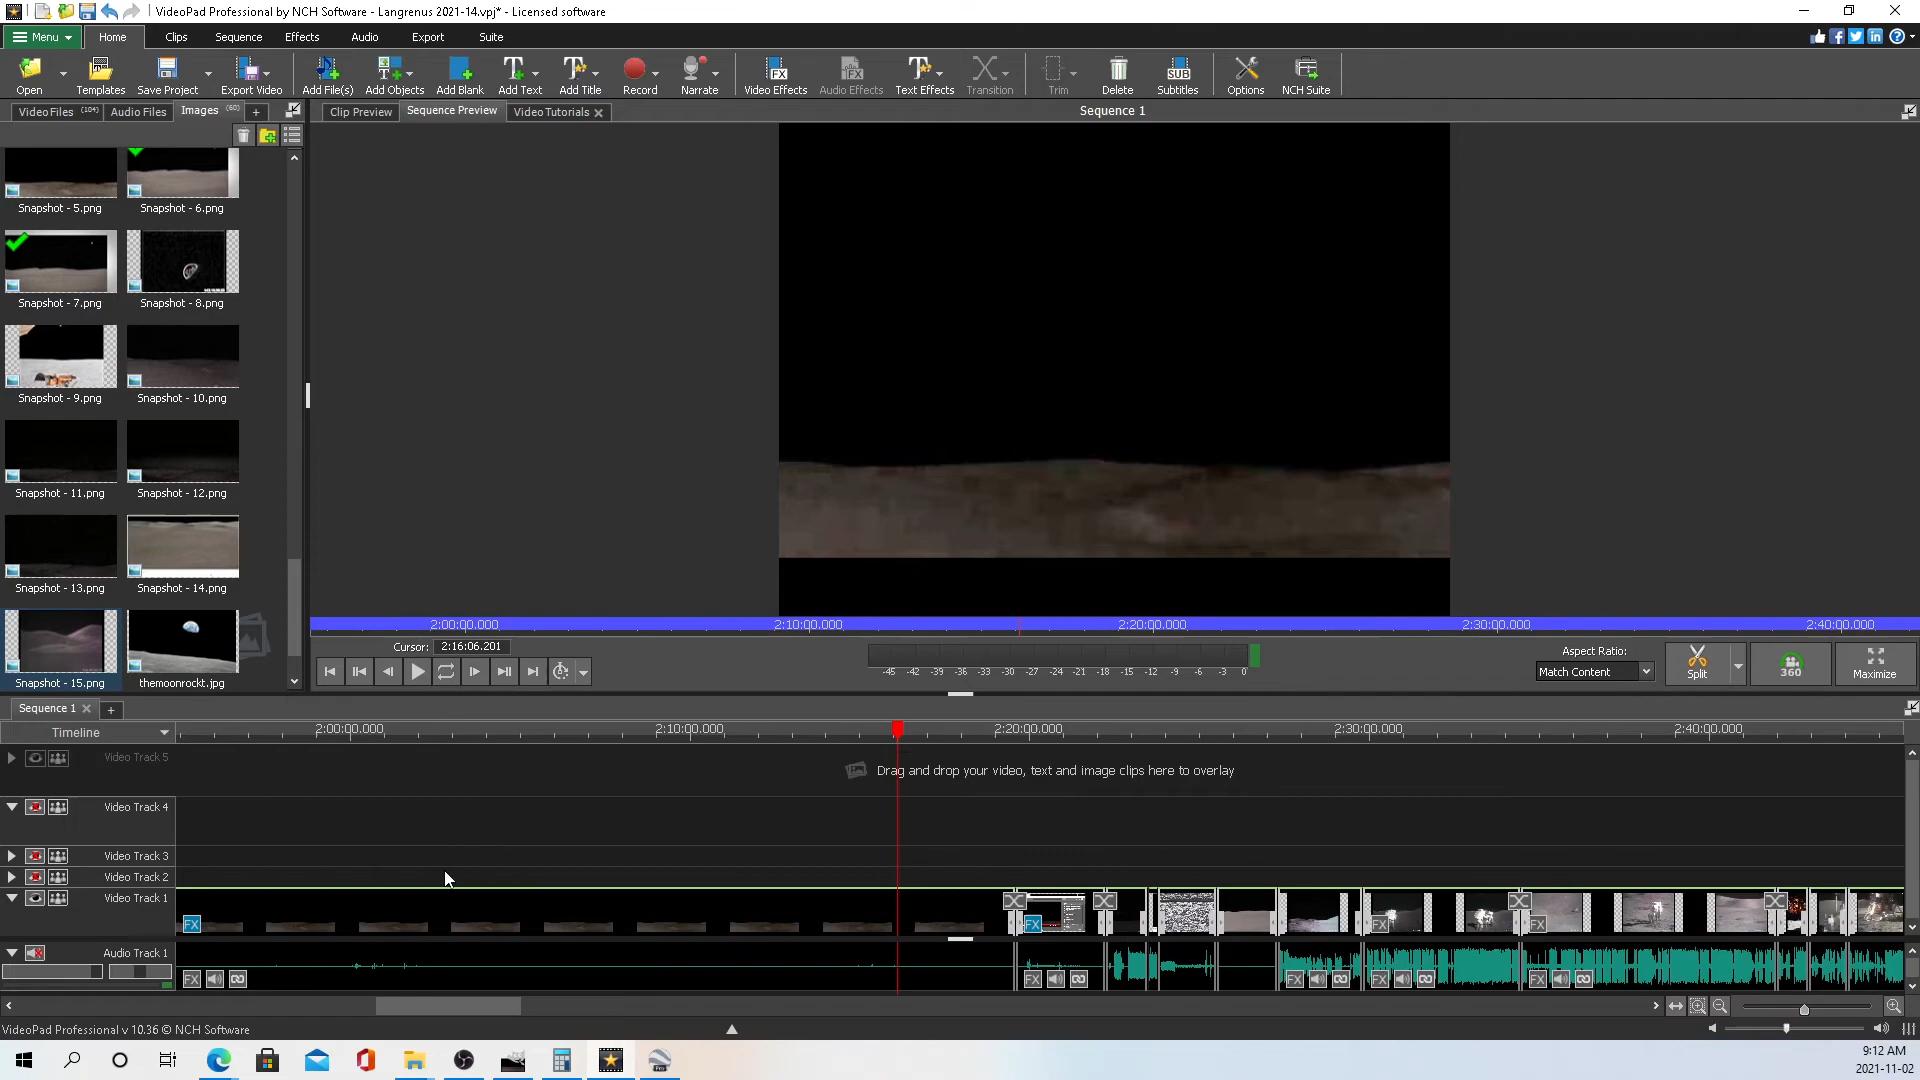 VideoPad Professional by NCH Software - Langrenus 2021-14.vpj* - Licensed software
Menu Home Clips Sequence Effects Audio Export Suite
Open Templates Save Project Export Video Add File(s) Add Objects Add Blank Add Text Add Title Record Narrate Video Effects Audio Effects Text Effects Transition Trim Delete Subtitles Options NCH Suite
Video Files (104) Audio Files Images (60) +
Clip Preview Sequence Preview Video Tutorials Sequence 1
Snapshot - 5.png Snapshot - 6.png
Snapshot - 7.png Snapshot - 8.png
Snapshot - 9.png Snapshot - 10.png
Snapshot - 11.png Snapshot - 12.png
Snapshot - 13.png Snapshot - 14.png
Snapshot - 15.png themoonrockt.jpg
2:00:00.000 2:10:00.000 2:20:00.000 2:30:00.000 2:40:00.000
Cursor: 2:16:06.201
-45 -42 -39 -36 -33 -30 -27 -24 -21 -18 -15 -12 -9 -6 -3 0
Aspect Ratio:
Match Content
Split 360 Maximize
Sequence 1 +
Timeline 2:00:00.000 2:10:00.000 2:20:00.000 2:30:00.000 2:40:00.000
Video Track 5
Drag and drop your video, text and image clips here to overlay
Video Track 4
Video Track 3
Video Track 2
Video Track 1
FX FX FX FX
Audio Track 1
FX FX FX FX FX
VideoPad Professional v 10.36 © NCH Software
9:12 AM
2021-11-02